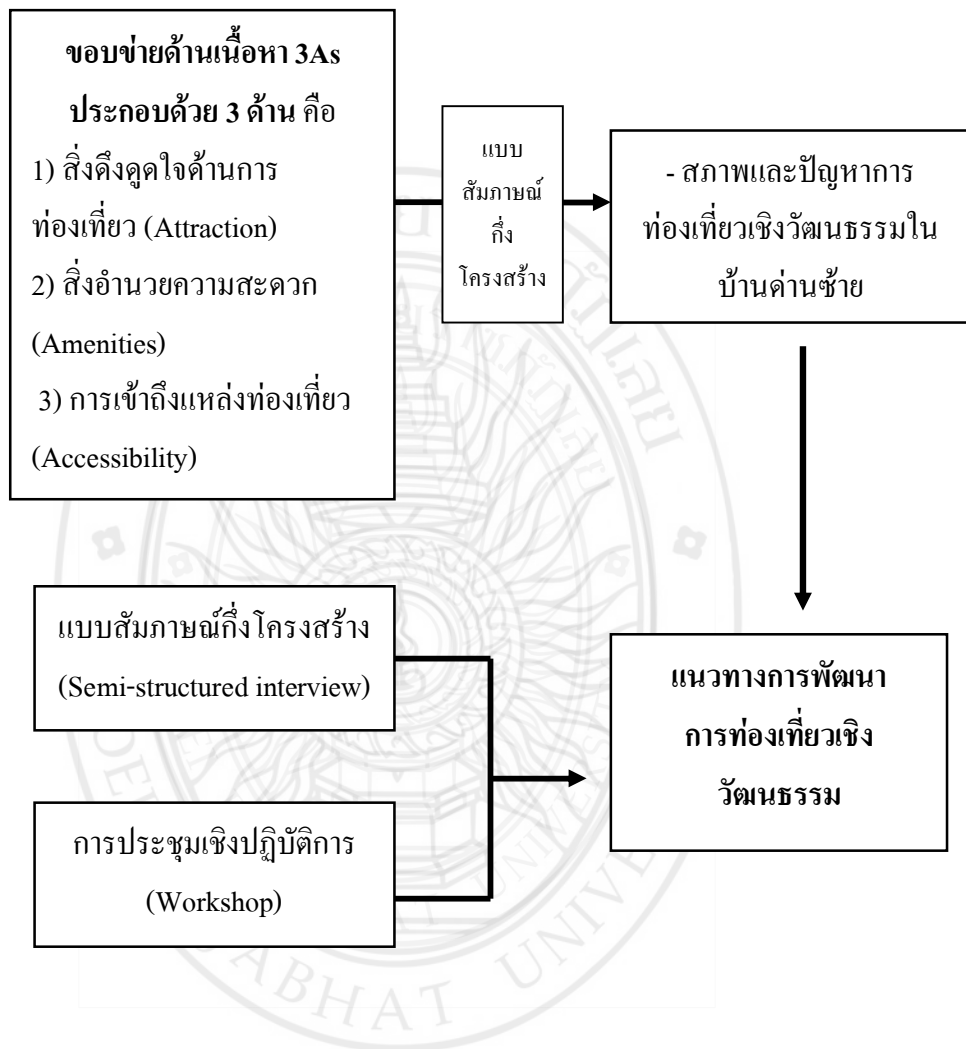 ขอบข่ายด้านเนื้อหา 3As
ประกอบด้วย 3 ด้าน คือ
1) สิ่งดึงดูดใจด้านการ
ท่องเที่ยว (Attraction)
2) สิ่งอำนวยความสะดวก
(Amenities)
3) การเข้าถึงแหล่งท่องเที่ยว
(Accessibility)
แบบ
สัมภาษณ์
กึ่ง
โครงสร้าง
- สภาพและปัญหาการ
ท่องเที่ยวเชิงวัฒนธรรมใน
บ้านด่านซ้าย
แบบสัมภาษณ์กึ่งโครงสร้าง
(Semi-structured interview)
การประชุมเชิงปฏิบัติการ
(Workshop)
แนวทางการพัฒนา
การท่องเที่ยวเชิง
วัฒนธรรม
ABHAT UNIVE